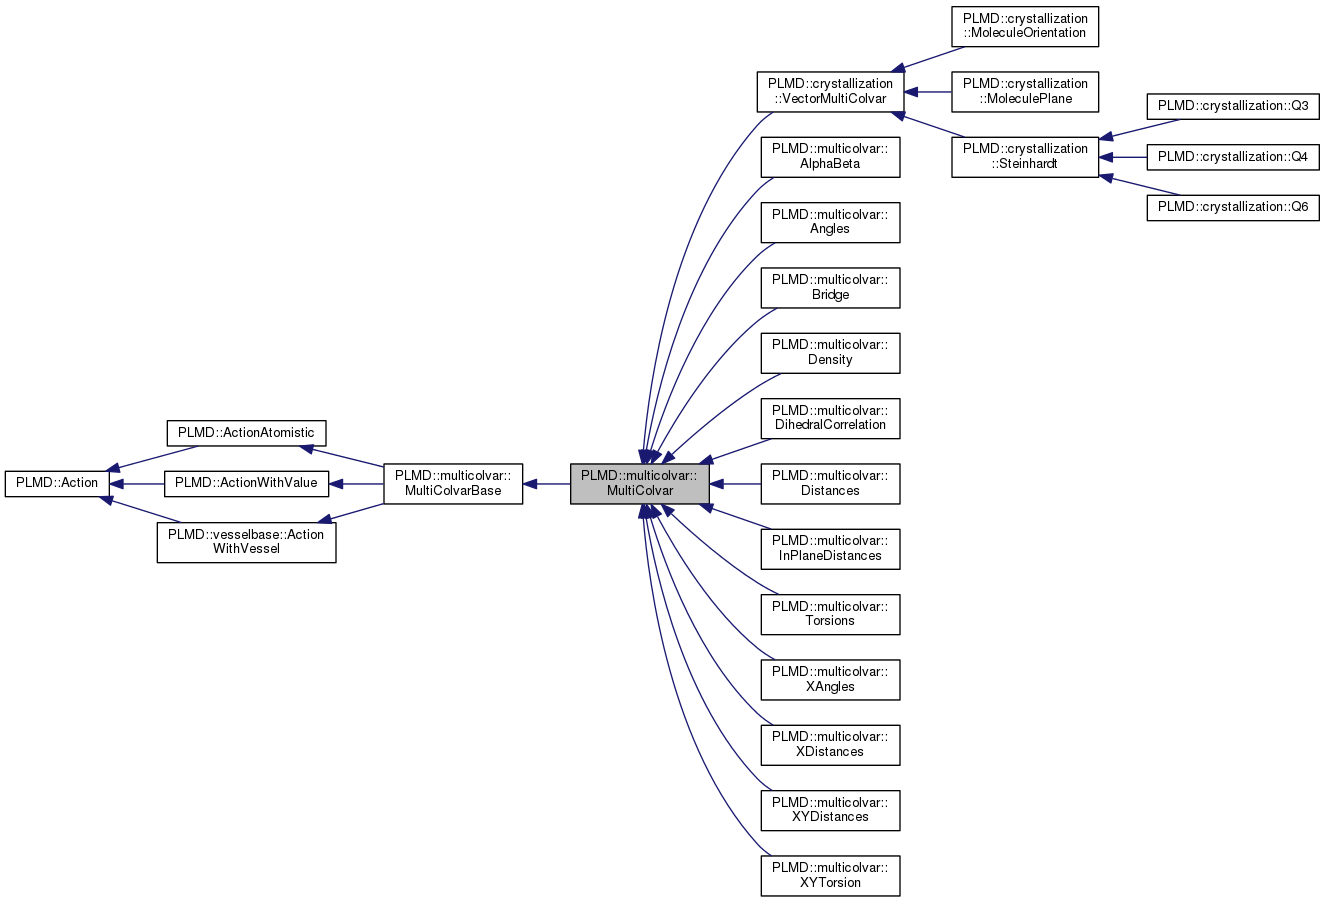 PLMD::Action
PLMD::ActionAtomistic
PLMD::ActionWithValue
PLMD::vesselbase::Action
WithVessel
PLMD::multicolvar::
MultiColvarBase
PLMD::multicolvar::
MultiColvar
PLMD::crystallization
::VectorMultiColvar
PLMD::multicolvar::
AlphaBeta
PLMD::multicolvar::
Angles
PLMD::multicolvar::
Bridge
PLMD::multicolvar::
Density
PLMD::multicolvar::
DihedralCorrelation
PLMD::multicolvar::
Distances
PLMD::multicolvar::
InPlaneDistances
PLMD::multicolvar::
Torsions
PLMD::multicolvar::
XAngles
PLMD::multicolvar::
XDistances
PLMD::multicolvar::
XYDistances
PLMD::multicolvar::
XYTorsion
PLMD::crystallization
::MoleculeOrientation
PLMD::crystallization
::MoleculePlane
PLMD::crystallization
::Steinhardt
PLMD::crystallization::Q3
PLMD::crystallization::Q4
PLMD::crystallization::Q6